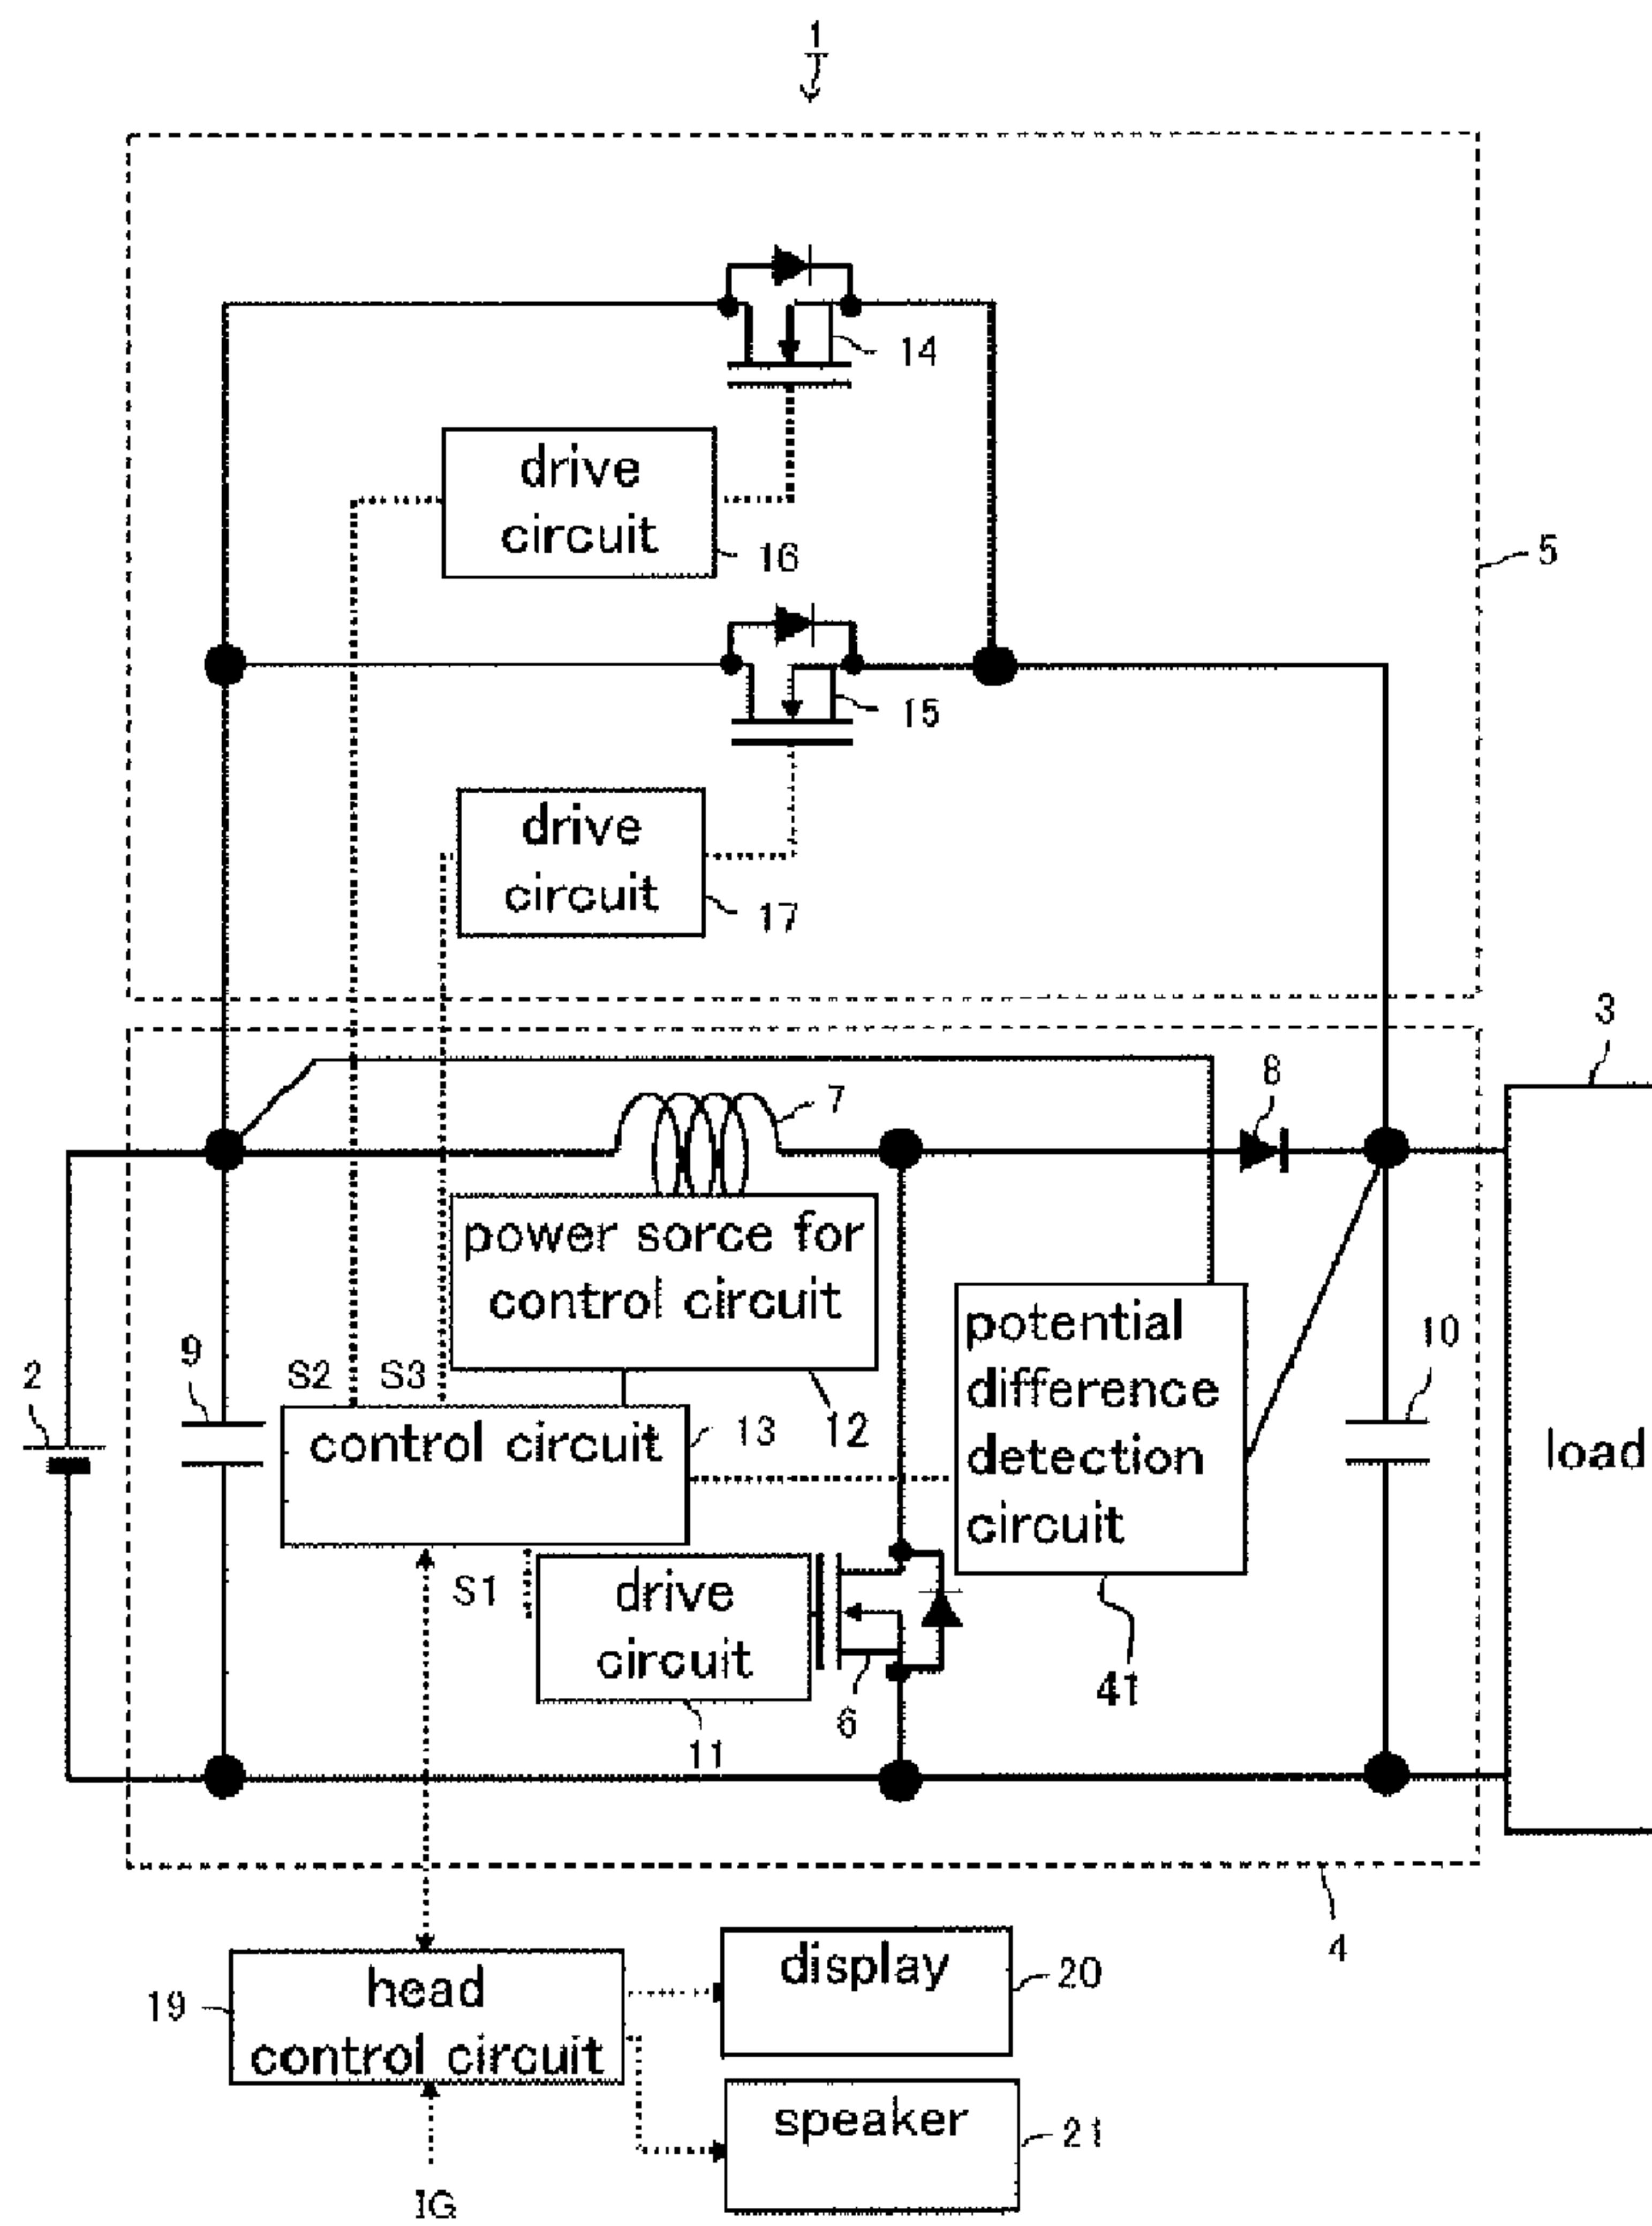 1
14
drive
circuit
16
5
15
drive
circuit
17
3
8
7
power sorce for
control circuit
potential
difference
detection
circuit
10
9
2
S2
S3
control circuit
13
12
load
S1
drive
circuit
6
41
11
4
head
control circuit
19
display
20
speaker
21
IG